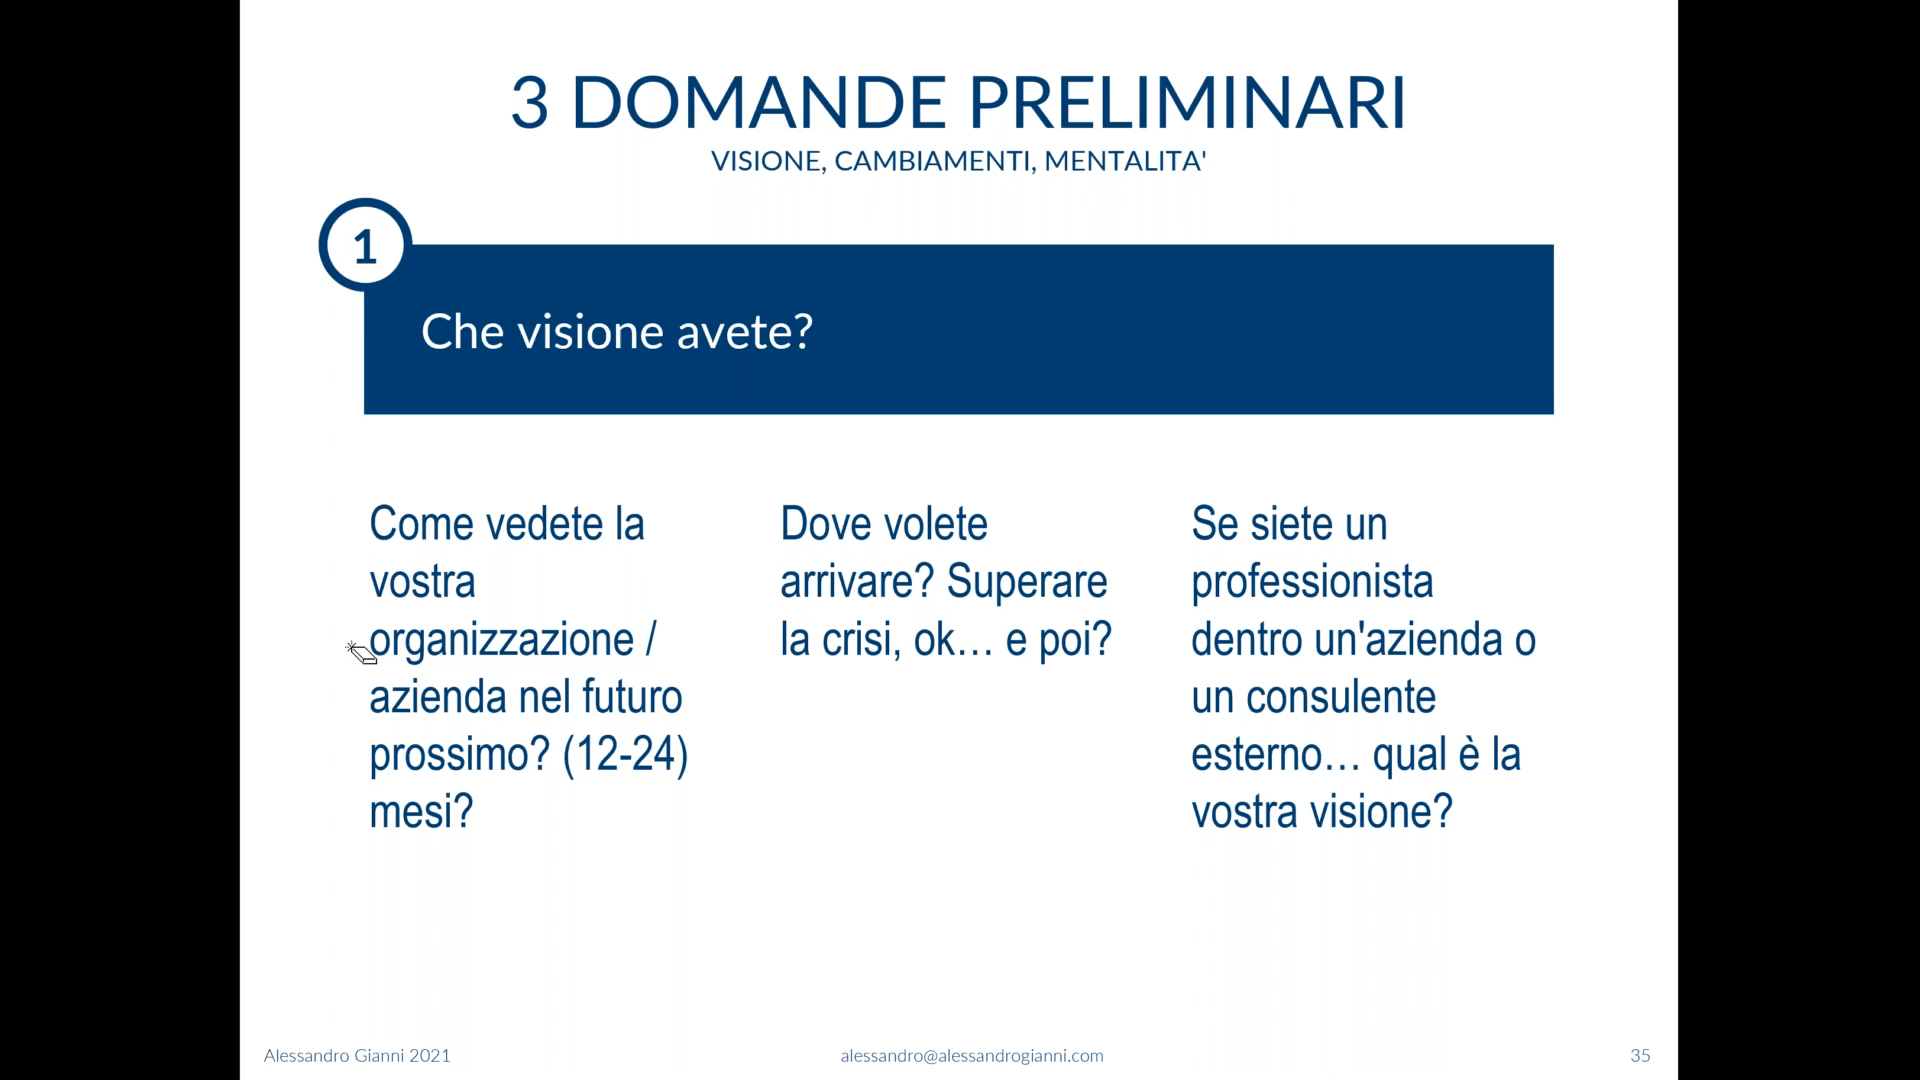 3 DOMANDE PRELIMINARI
VISIONE, CAMBIAMENTI, MENTALITA'
1
Che visione avete?
Come vedete la
vostra
organizzazione /
azienda nel futuro
prossimo? (12-24)
mesi?
Dove volete
arrivare? Superare
la crisi, ok… e poi?
Se siete un
professionista
dentro un'azienda o
un consulente
esterno… qual è la
vostra visione?
Alessandro Gianni 2021
alessandro@alessandrogianni.com
35